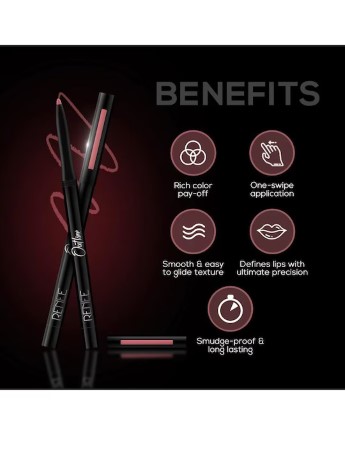 BENEFITS
Rich color
pay-off
One-swipe
application
Smooth & easy
to glide texture
Defines lips with
ultimate precision
Smudge-proof &
long lasting
Outline
RENEE
RENEE